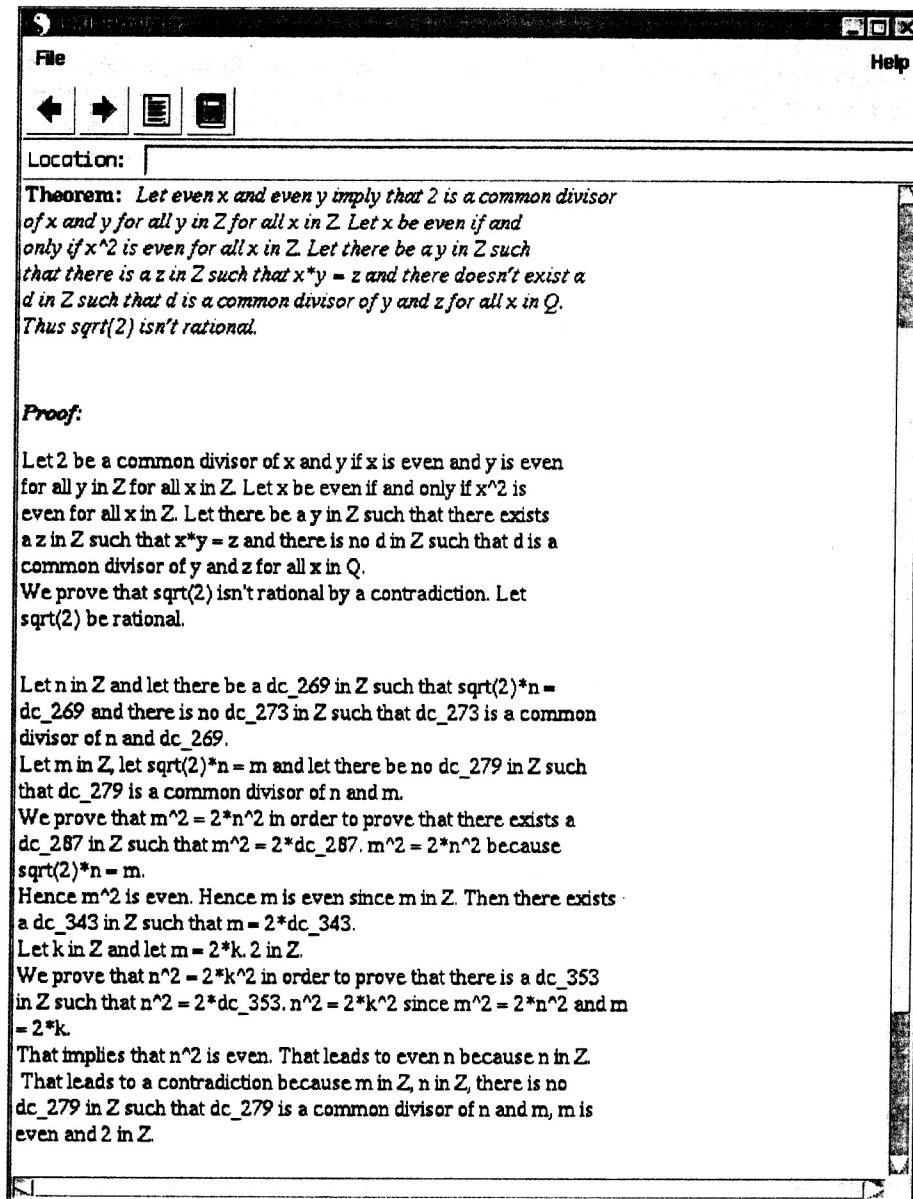 File
Help
Location:
Theorem: Let even x and even y imply that 2 is a common divisor
of x and y for all y in Z for all x in Z. Let x be even if and
only if x^2 is even for all x in Z. Let there be a y in Z such
that there is a z in Z such that x*y = z and there doesn't exist a
d in Z such that d is a common divisor of y and z for all x in Q.
Thus sqrt(2) isn't rational.
Proof:
Let 2 be a common divisor of x and y if x is even and y is even
for all y in Z for all x in Z. Let x be even if and only if x^2 is
even for all x in Z. Let there be a y in Z such that there exists
a z in Z such that x*y = z and there is no d in Z such that d is a
common divisor of y and z for all x in Q.
We prove that sqrt(2) isn't rational by a contradiction. Let
sqrt(2) be rational.
Let n in Z and let there be a dc_269 in Z such that sqrt(2)*n =
dc_269 and there is no dc_273 in Z such that dc_273 is a common
divisor of n and dc_269.
Let m in Z, let sqrt(2)*n = m and let there be no dc_279 in Z such
that dc_279 is a common divisor of n and m.
We prove that m^2 = 2*n^2 in order to prove that there exists a
dc_287 in Z such that m^2 = 2*dc_287. m^2 = 2*n^2 because
sqrt(2)*n = m.
Hence m^2 is even. Hence m is even since m in Z. Then there exists
a dc_343 in Z such that m = 2*dc_343.
Let k in Z and let m = 2*k. 2 in Z.
We prove that n^2 = 2*k^2 in order to prove that there is a dc_353
in Z such that n^2 = 2*dc_353. n^2 = 2*k^2 since m^2 = 2*n^2 and m
= 2*k.
That implies that n^2 is even. That leads to even n because n in Z.
That leads to a contradiction because m in Z, n in Z, there is no
dc_279 in Z such that dc_279 is a common divisor of n and m, m is
even and 2 in Z.